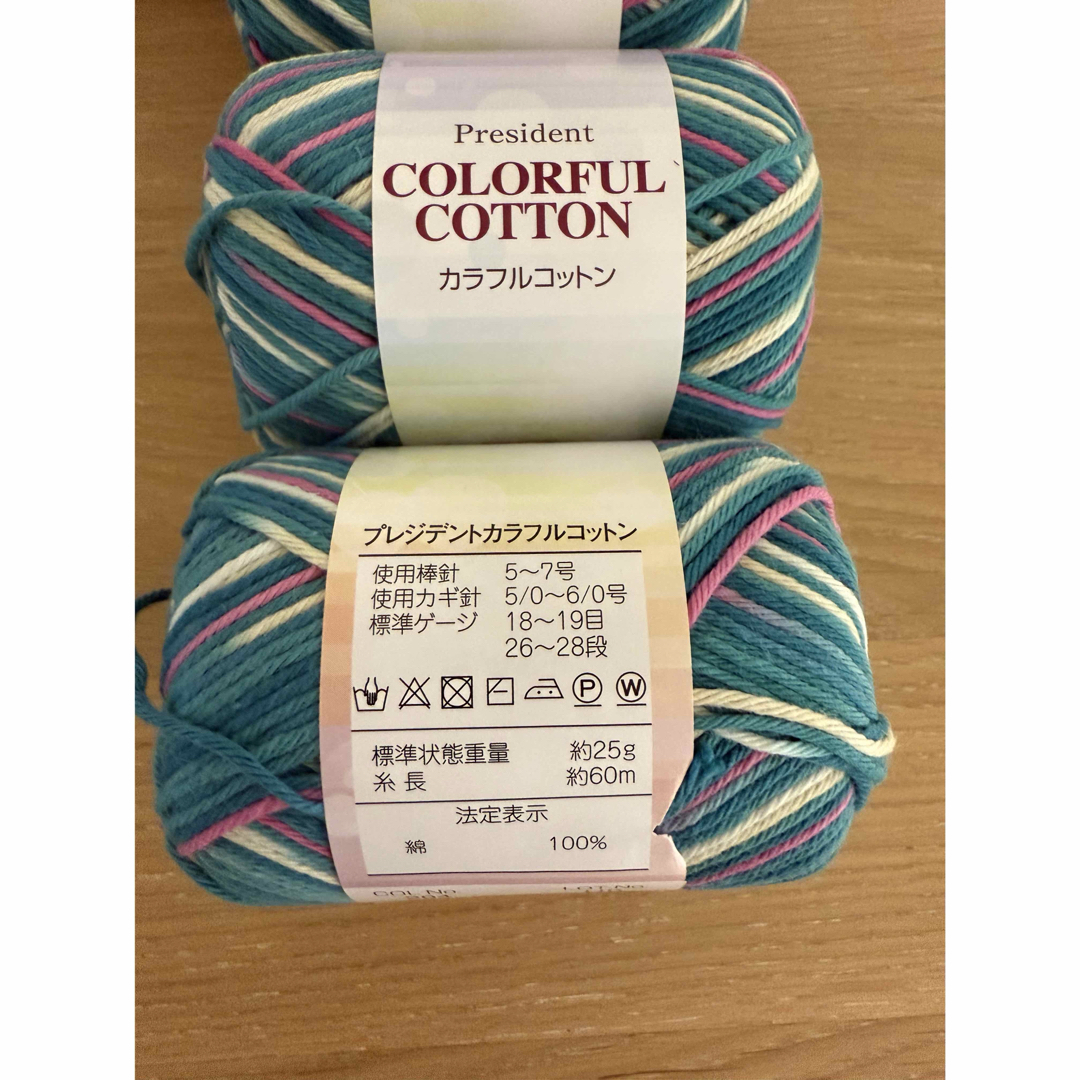 President
COLORFUL
COTTON
カラフルコットン
プレジデントカラフルコットン
使用棒針 5〜7号
使用カギ針 5/0〜6/0号
標準ゲージ 18〜19目
26〜28段
P W
標準状態重量 約25g
糸長 約60m
法定表示
綿 100%
COL.No. LOT.No.